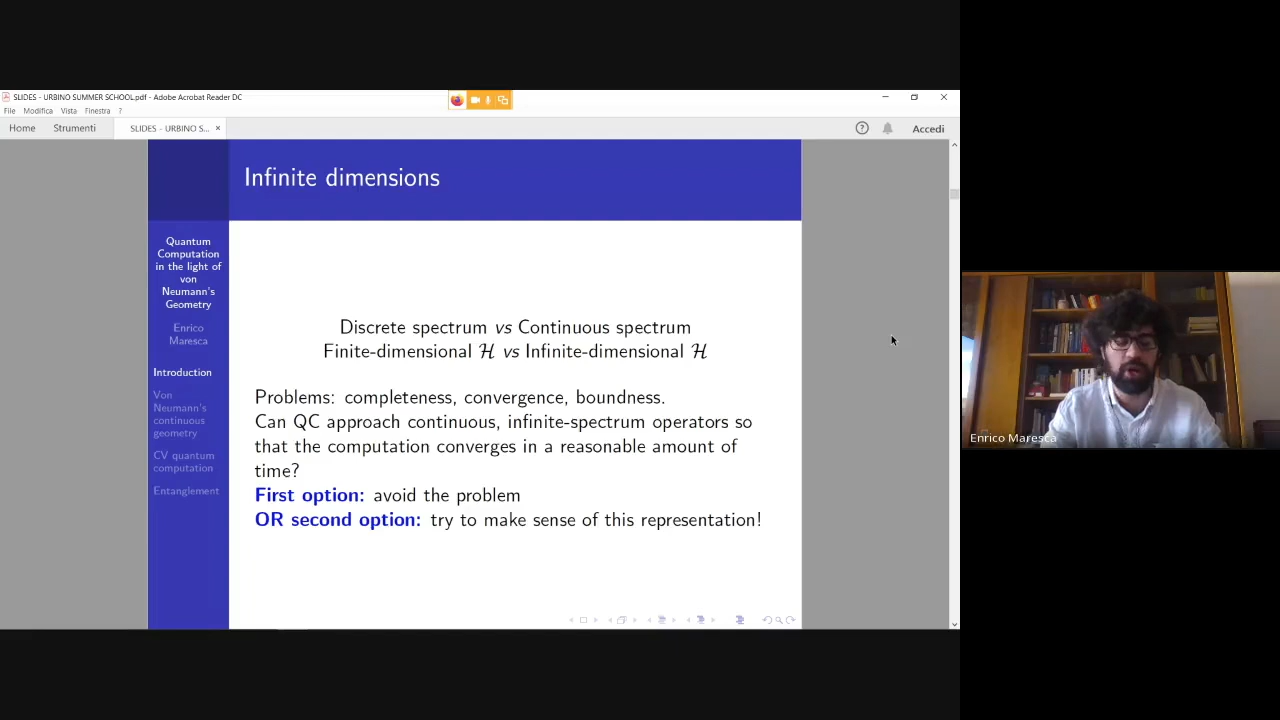 SLIDES - URBINO SUMMER SCHOOL.pdf - Adobe Acrobat Reader DC
File Modifica Vista Finestra ?
Home Strumenti SLIDES - URBINO S... × ? Accedi
Infinite dimensions
Quantum
Computation
in the light of
von
Neumann's
Geometry
Enrico
Maresca
Introduction
Von
Neumann's
continuous
geometry
CV quantum
computation
Entanglement
Discrete spectrum vs Continuous spectrum
Finite-dimensional ℋ vs Infinite-dimensional ℋ
Problems: completeness, convergence, boundness.
Can QC approach continuous, infinite-spectrum operators so
that the computation converges in a reasonable amount of
time?
First option: avoid the problem
OR second option: try to make sense of this representation!
Enrico Maresca